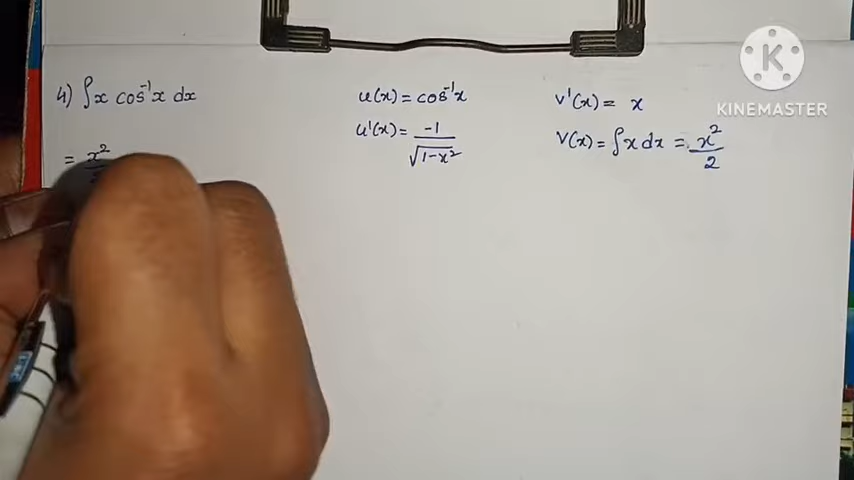 4) ∫x cos⁻¹x dx
u(x) = cos⁻¹x
v'(x) = x
u'(x) = -1/√(1-x²)
v(x) = ∫x dx = x²/2
= x²
KINEMASTER